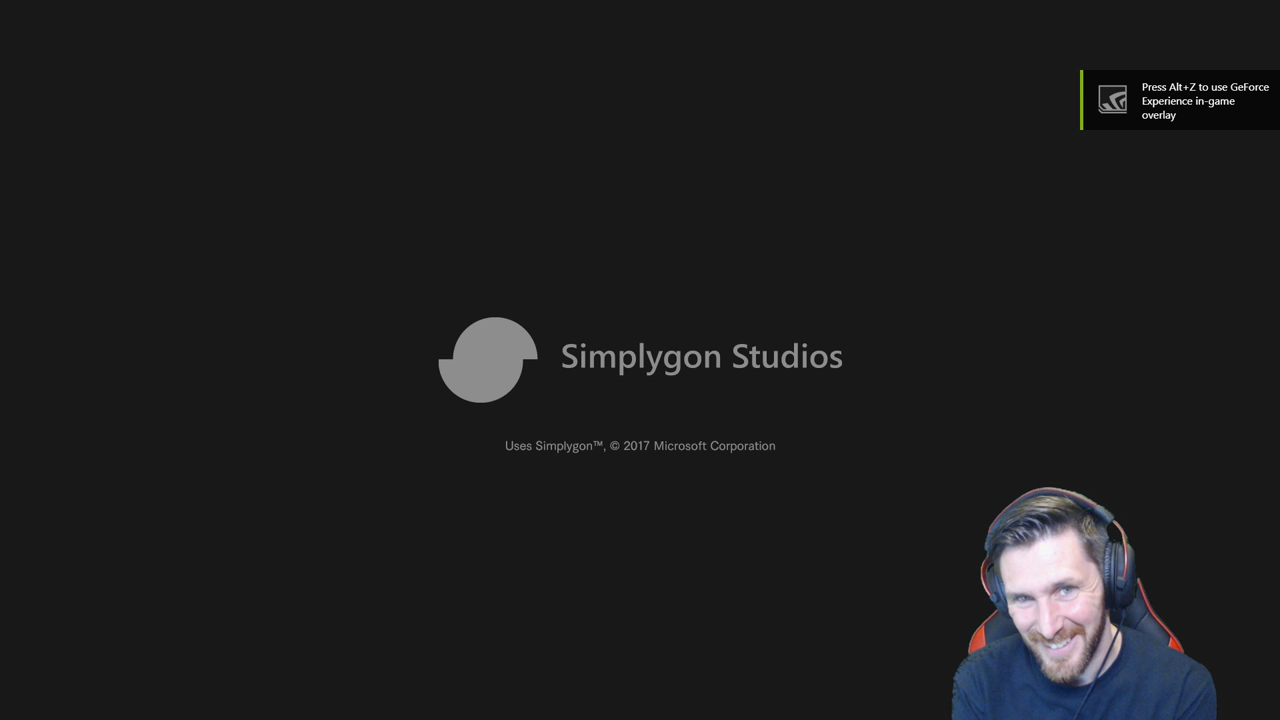 Press Alt+Z to use GeForce
Experience in-game
overlay
Simplygon Studios
Uses Simplygon™, © 2017 Microsoft Corporation